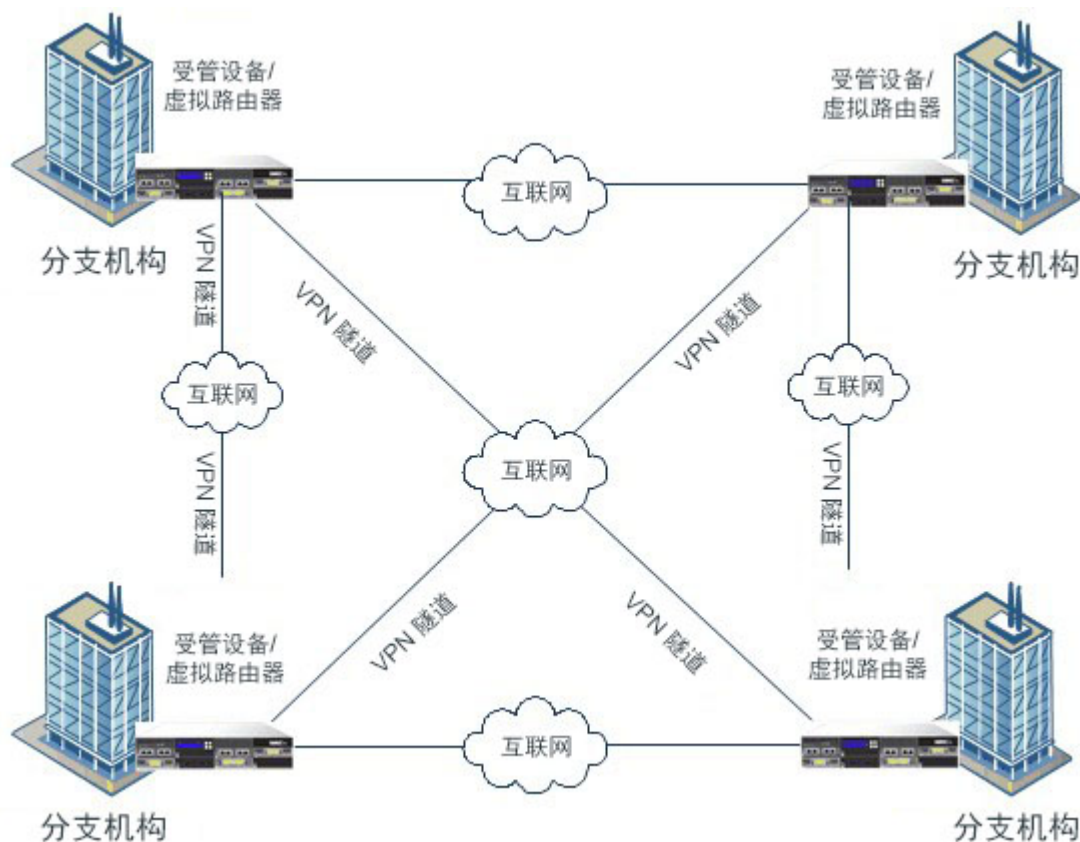 受管设备/
虚拟路由器
受管设备/
虚拟路由器
互联网
分支机构
分支机构
VPN 隧道
VPN 隧道
VPN 隧道
互联网
互联网
互联网
VPN 隧道
VPN 隧道
VPN 隧道
VPN 隧道
受管设备/
虚拟路由器
受管设备/
虚拟路由器
互联网
分支机构
分支机构